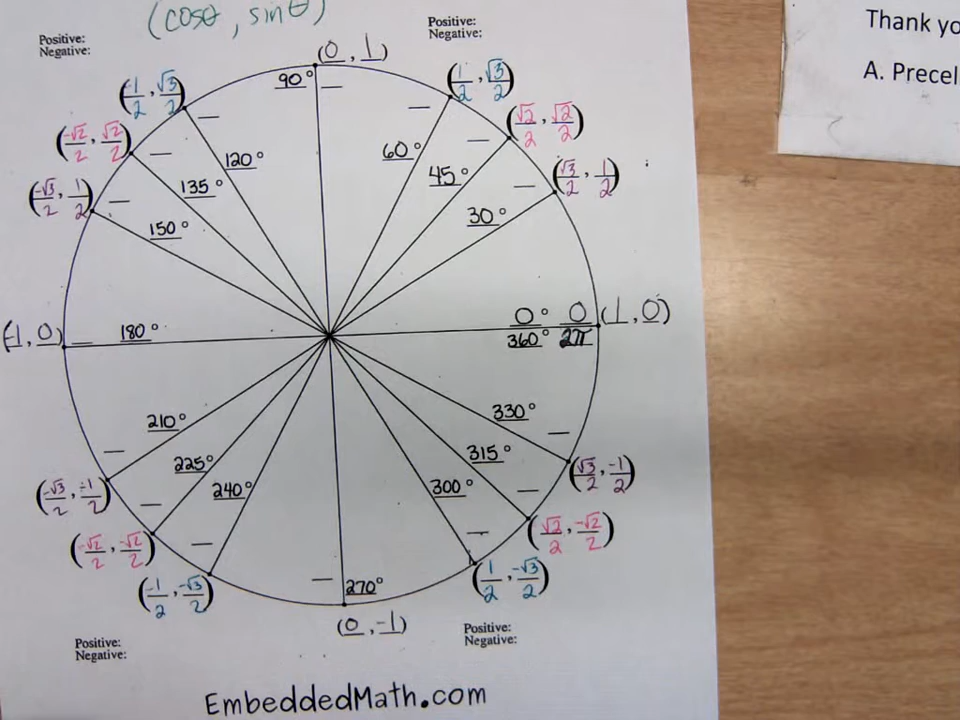 (cosθ, sinθ)
Positive:
Negative:
Positive:
Negative:
Thank yo
A. Precel
(0, 1)
90°
(-1/2, √3/2)
120°
(1/2, √3/2)
60°
(-√2/2, √2/2)
135°
(√2/2, √2/2)
45°
(-√3/2, 1/2)
150°
(√3/2, 1/2)
30°
(-1, 0)
180°
0° 0 (1, 0)
360° 2π
210°
(-√3/2, -1/2)
330°
(√3/2, -1/2)
225°
(-√2/2, -√2/2)
315°
(√2/2, -√2/2)
240°
(-1/2, -√3/2)
300°
(1/2, -√3/2)
270°
(0, -1)
Positive:
Negative:
Positive:
Negative:
EmbeddedMath.com